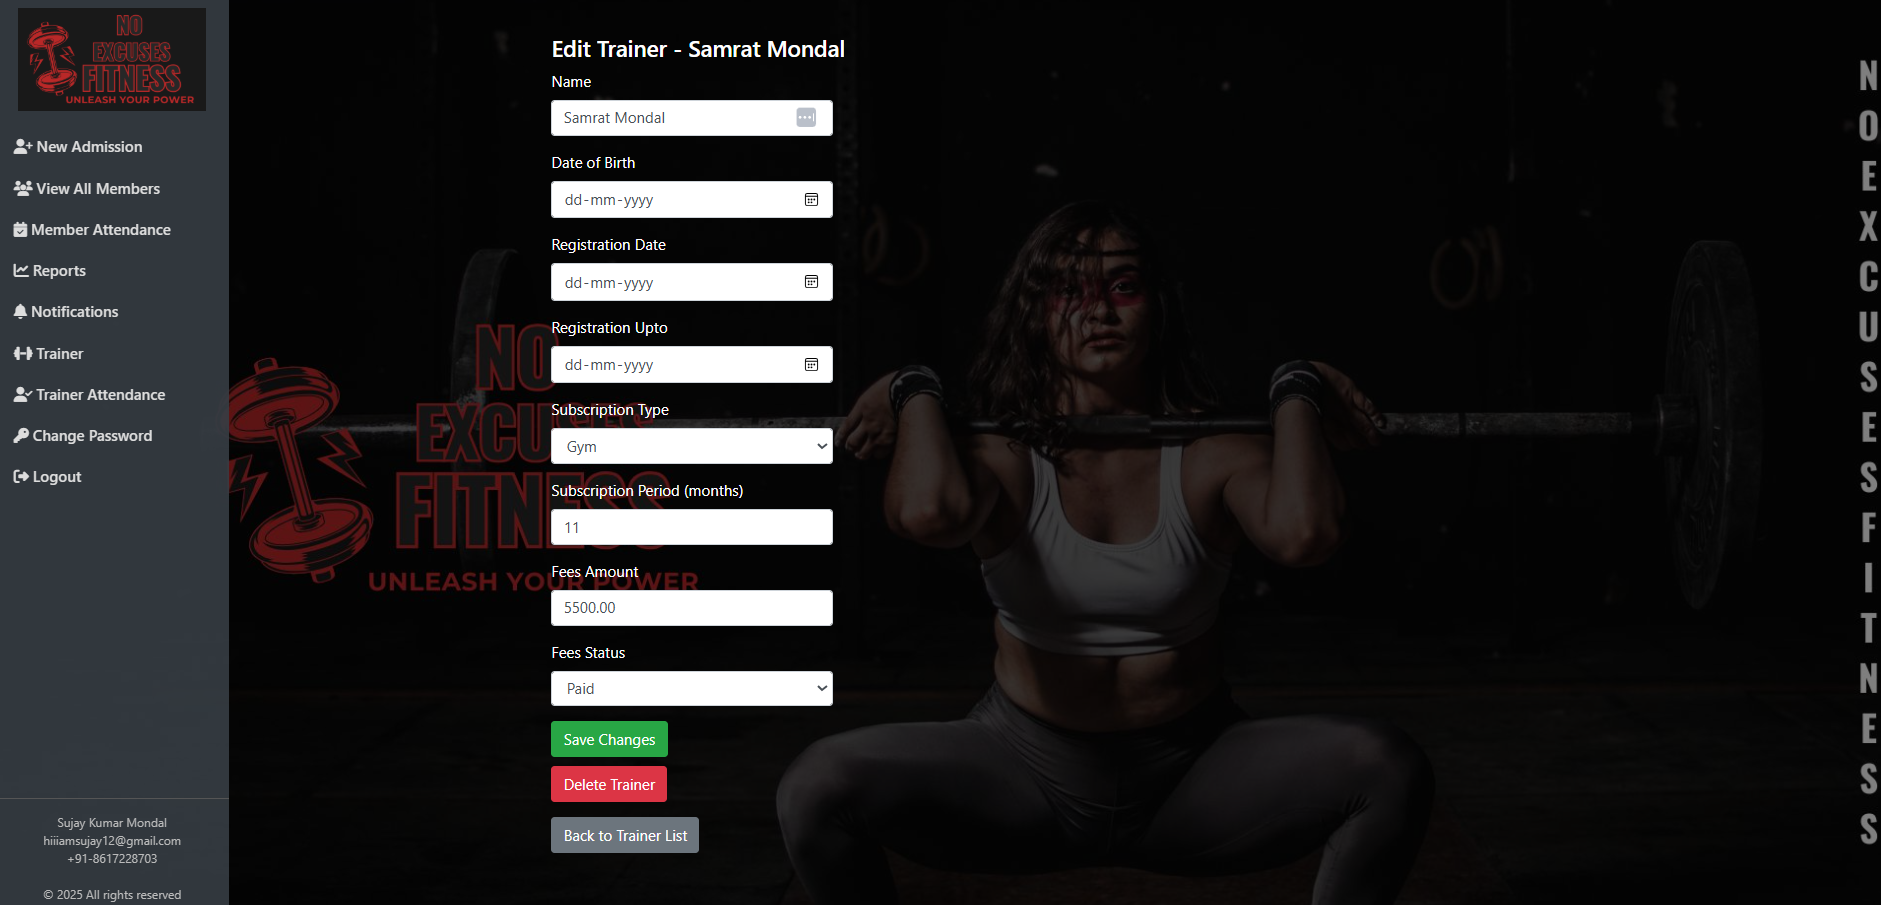 NO
EXCUSES
FITNESS
UNLEASH YOUR POWER
New Admission
View All Members
Member Attendance
Reports
Notifications
Trainer
Trainer Attendance
Change Password
Logout
Sujay Kumar Mondal
hiiiamsujay12@gmail.com
+91-8617228703
© 2025 All rights reserved
Edit Trainer - Samrat Mondal
Name
Samrat Mondal
Date of Birth
dd-mm-yyyy
Registration Date
dd-mm-yyyy
Registration Upto
dd-mm-yyyy
Subscription Type
Gym
Subscription Period (months)
11
Fees Amount
5500.00
Fees Status
Paid
Save Changes
Delete Trainer
Back to Trainer List
NO
EXCUSES
FITNESS
UNLEASH YOUR POWER
NOEXCUSESFITNESS